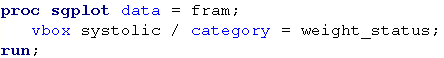 proc sgplot data = fram;
   vbox systolic / category = weight_status;
run;